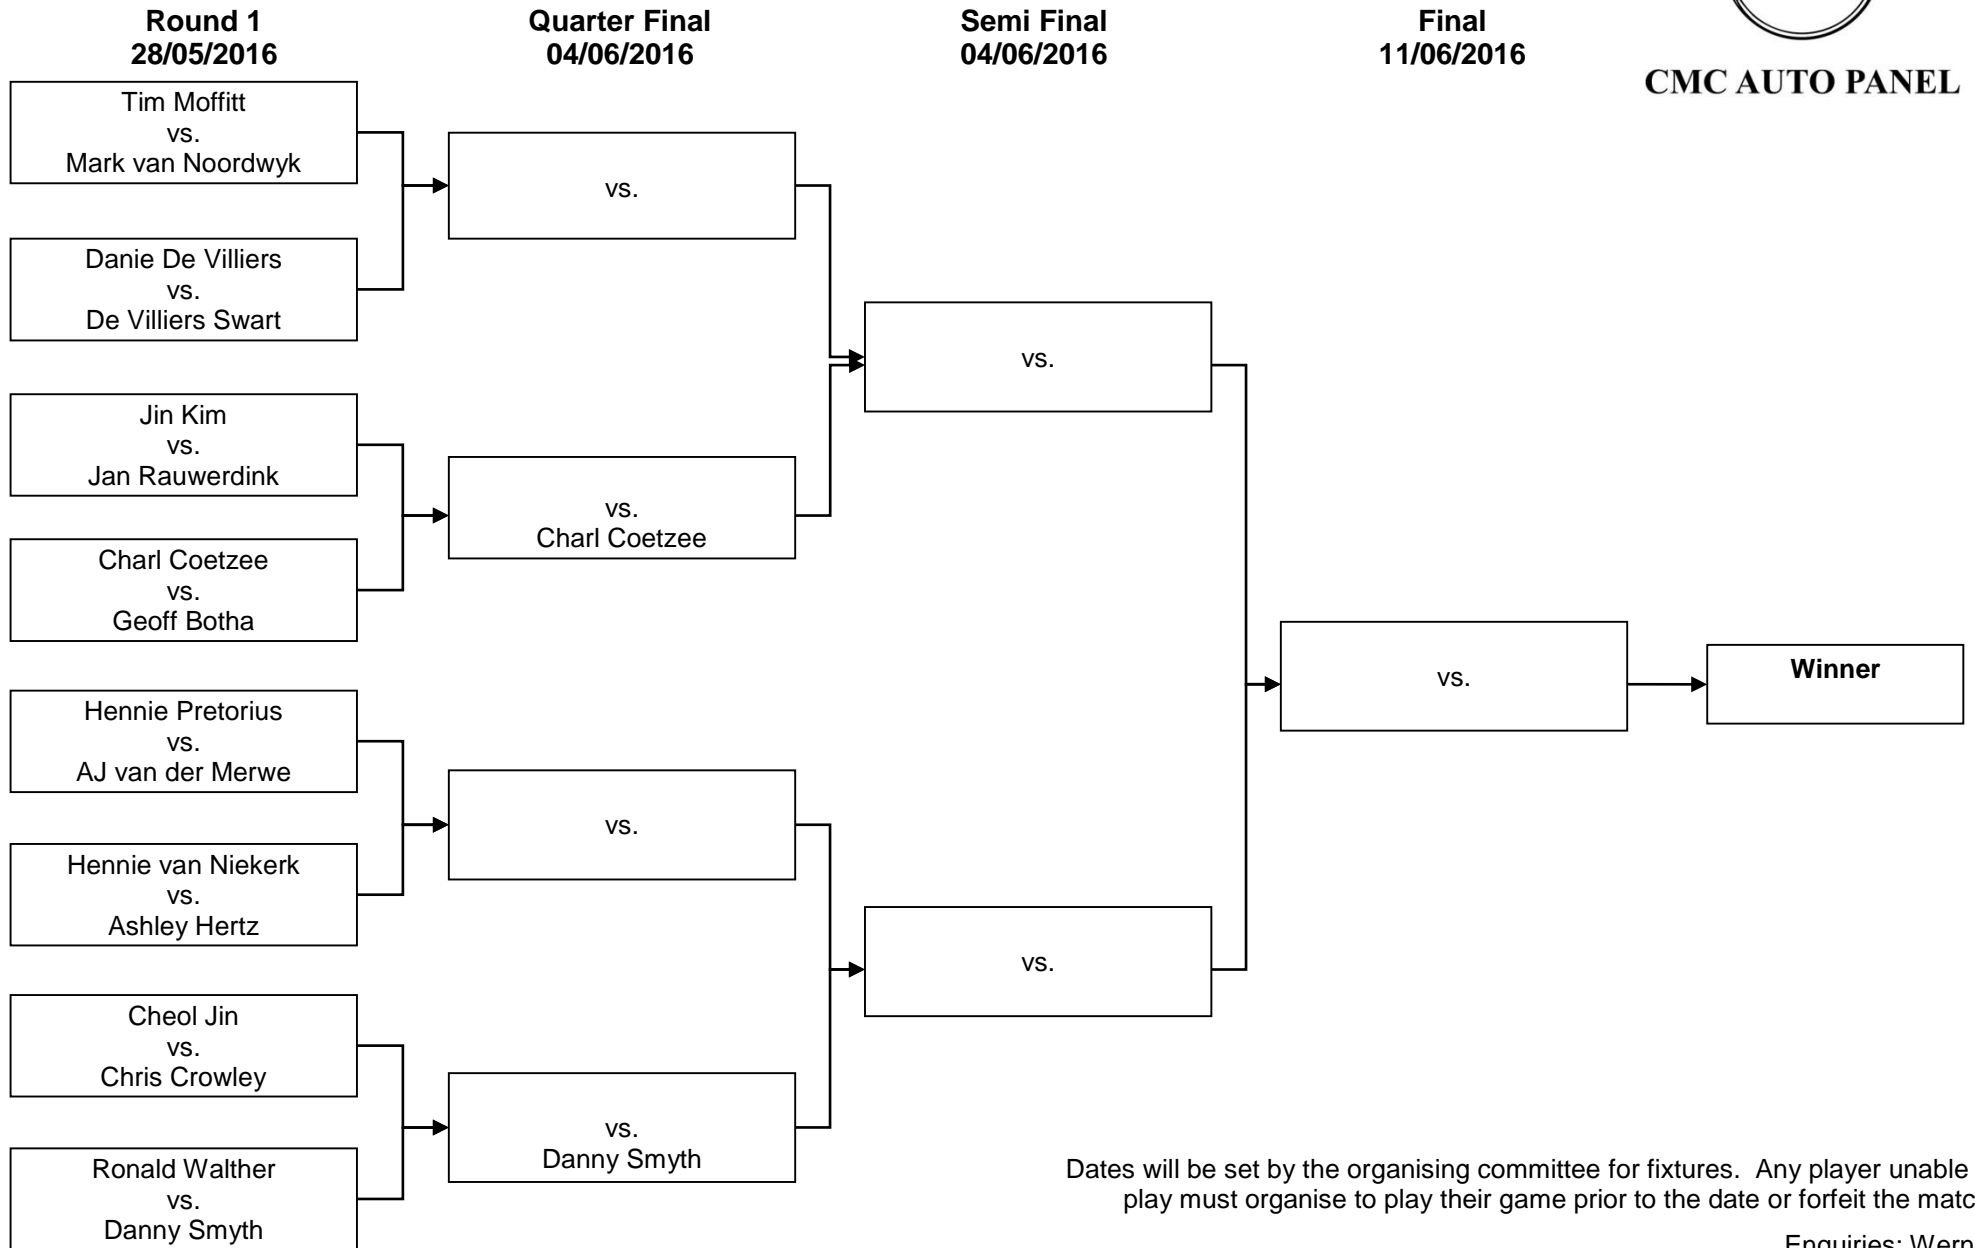 Round 1
28/05/2016
Quarter Final
04/06/2016
Semi Final
04/06/2016
Final
11/06/2016
CMC AUTO PANEL
Tim Moffitt
vs.
Mark van Noordwyk
Danie De Villiers
vs.
De Villiers Swart
Jin Kim
vs.
Jan Rauwerdink
Charl Coetzee
vs.
Geoff Botha
Hennie Pretorius
vs.
AJ van der Merwe
Hennie van Niekerk
vs.
Ashley Hertz
Cheol Jin
vs.
Chris Crowley
Ronald Walther
vs.
Danny Smyth
vs.
vs.
Charl Coetzee
vs.
vs.
Danny Smyth
vs.
vs.
vs.
Winner
Dates will be set by the organising committee for fixtures. Any player unable
play must organise to play their game prior to the date or forfeit the matc
Enquiries: Wern